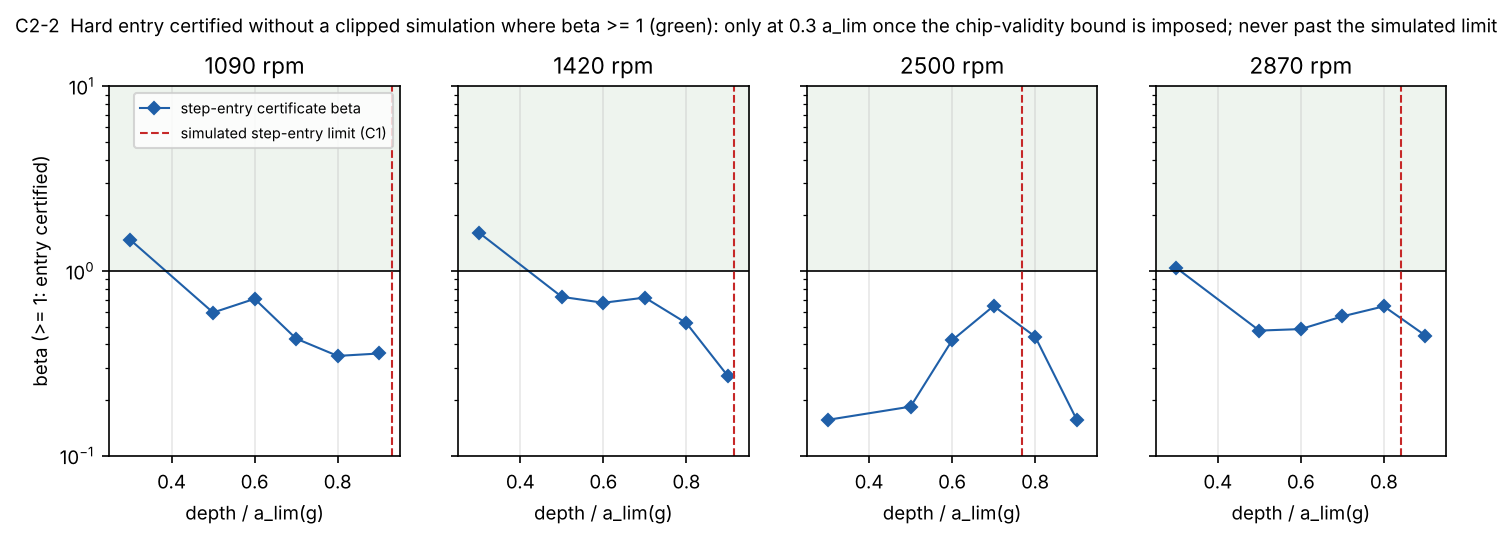 C2-2 Hard entry certified without a clipped simulation where beta >= 1 (green): only at 0.3 a_lim once the chip-validity bound is imposed; never past the simulated limit
1090 rpm
1420 rpm
2500 rpm
2870 rpm
step-entry certificate beta
simulated step-entry limit (C1)
beta (>= 1: entry certified)
10¹
10⁰
10⁻¹
0.4 0.6 0.8
0.4 0.6 0.8
0.4 0.6 0.8
0.4 0.6 0.8
depth / a_lim(g)
depth / a_lim(g)
depth / a_lim(g)
depth / a_lim(g)